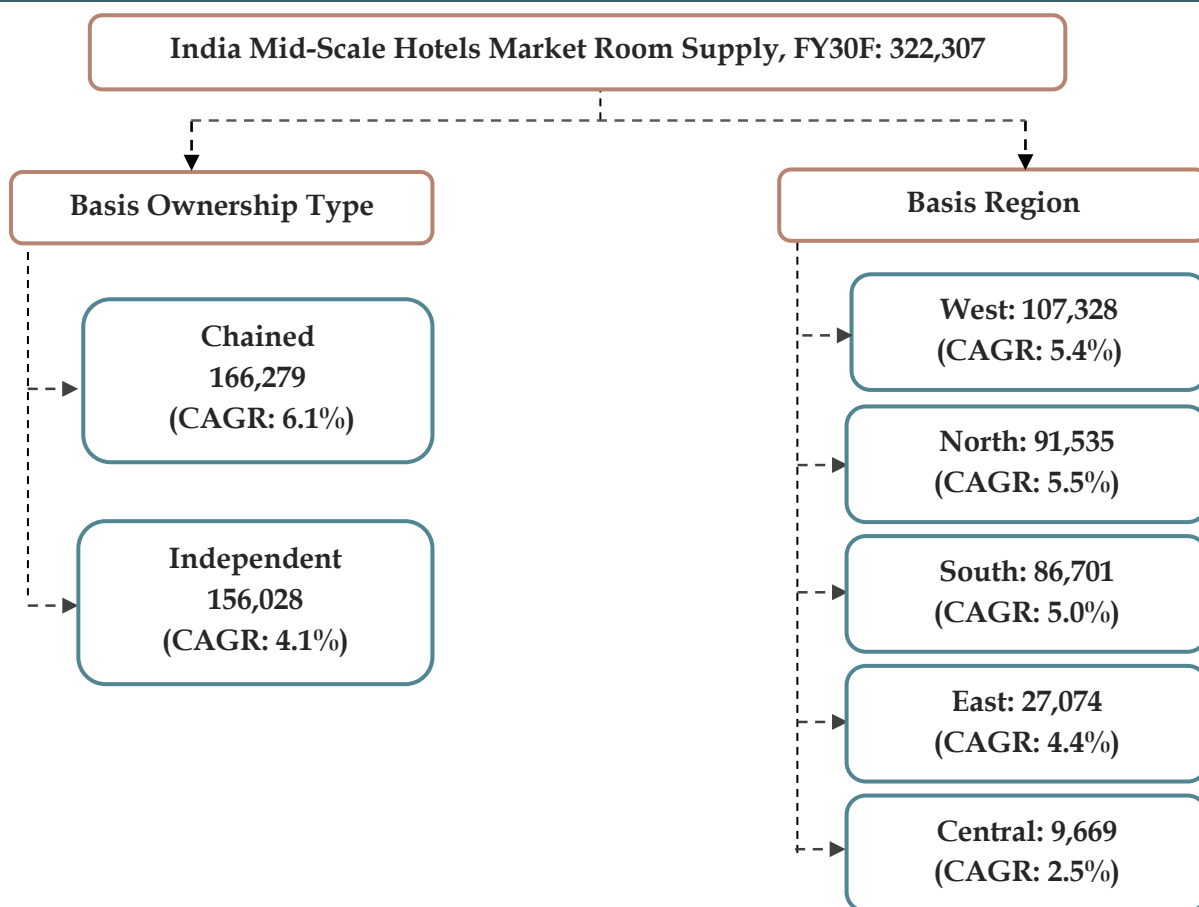 India Mid-Scale Hotels Market Room Supply, FY30F: 322,307
Basis Ownership Type
Chained
166,279
(CAGR: 6.1%)
Independent
156,028
(CAGR: 4.1%)
Basis Region
West: 107,328
(CAGR: 5.4%)
North: 91,535
(CAGR: 5.5%)
South: 86,701
(CAGR: 5.0%)
East: 27,074
(CAGR: 4.4%)
Central: 9,669
(CAGR: 2.5%)